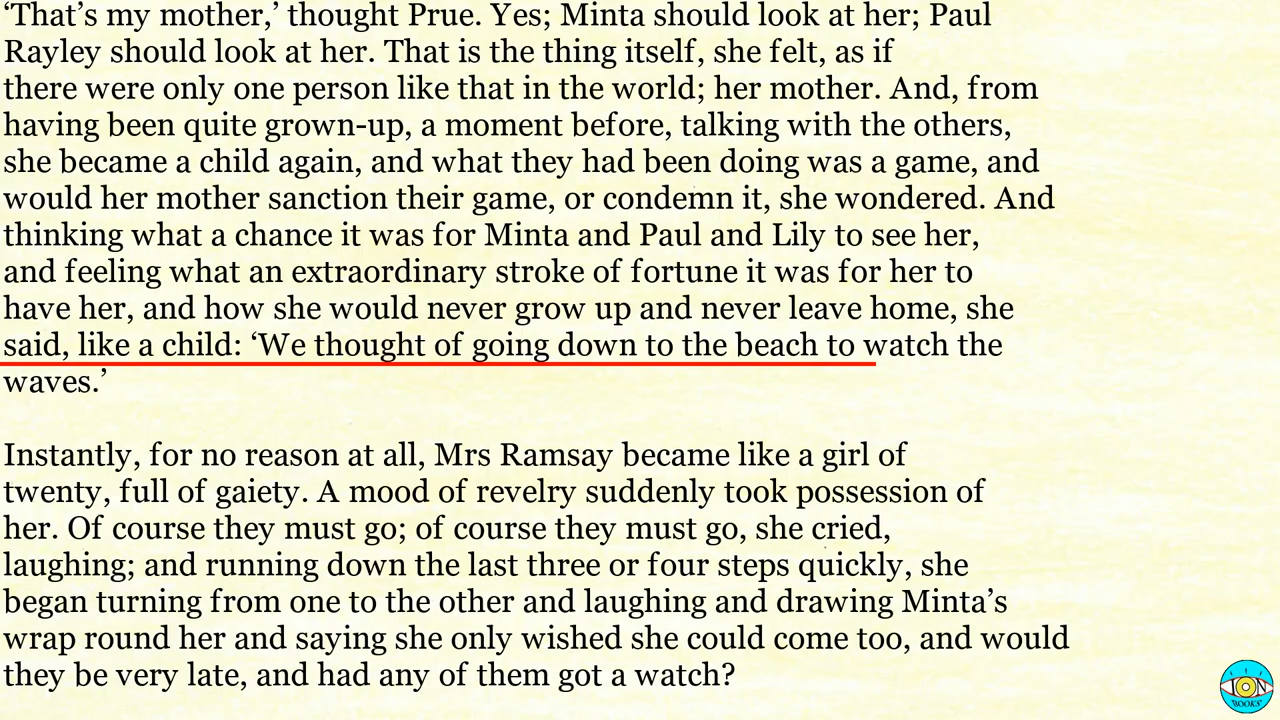 ‘That’s my mother,’ thought Prue. Yes; Minta should look at her; Paul
Rayley should look at her. That is the thing itself, she felt, as if
there were only one person like that in the world; her mother. And, from
having been quite grown-up, a moment before, talking with the others,
she became a child again, and what they had been doing was a game, and
would her mother sanction their game, or condemn it, she wondered. And
thinking what a chance it was for Minta and Paul and Lily to see her,
and feeling what an extraordinary stroke of fortune it was for her to
have her, and how she would never grow up and never leave home, she
said, like a child: ‘We thought of going down to the beach to watch the
waves.’
Instantly, for no reason at all, Mrs Ramsay became like a girl of
twenty, full of gaiety. A mood of revelry suddenly took possession of
her. Of course they must go; of course they must go, she cried,
laughing; and running down the last three or four steps quickly, she
began turning from one to the other and laughing and drawing Minta’s
wrap round her and saying she only wished she could come too, and would
they be very late, and had any of them got a watch?
ION
BOOKS